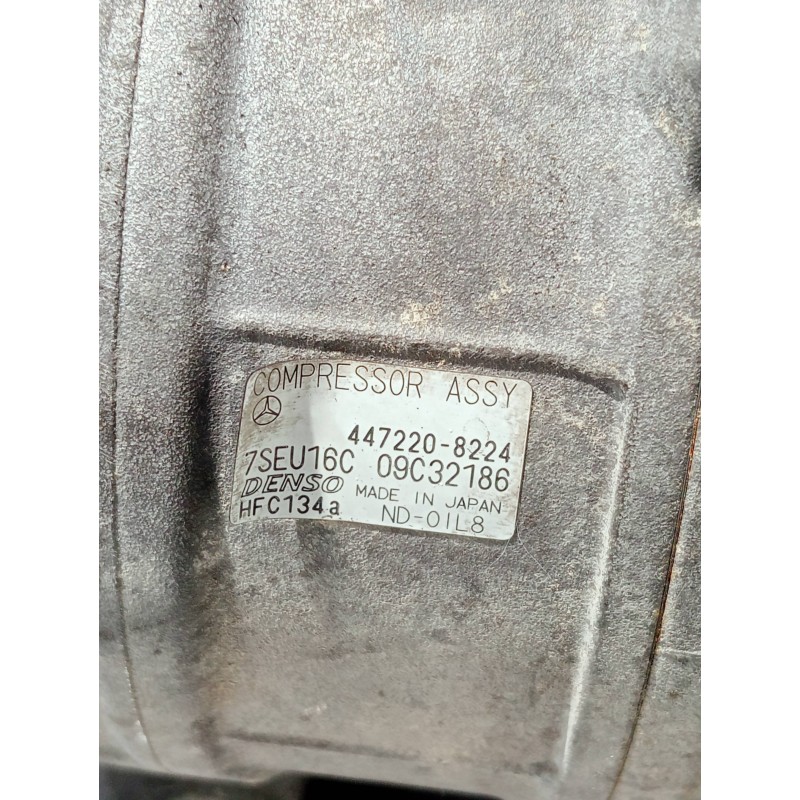 COMPRESSOR ASSY
447220-8224
7SEU16C 09C32186
DENSO MADE IN JAPAN
HFC134a ND-OIL8